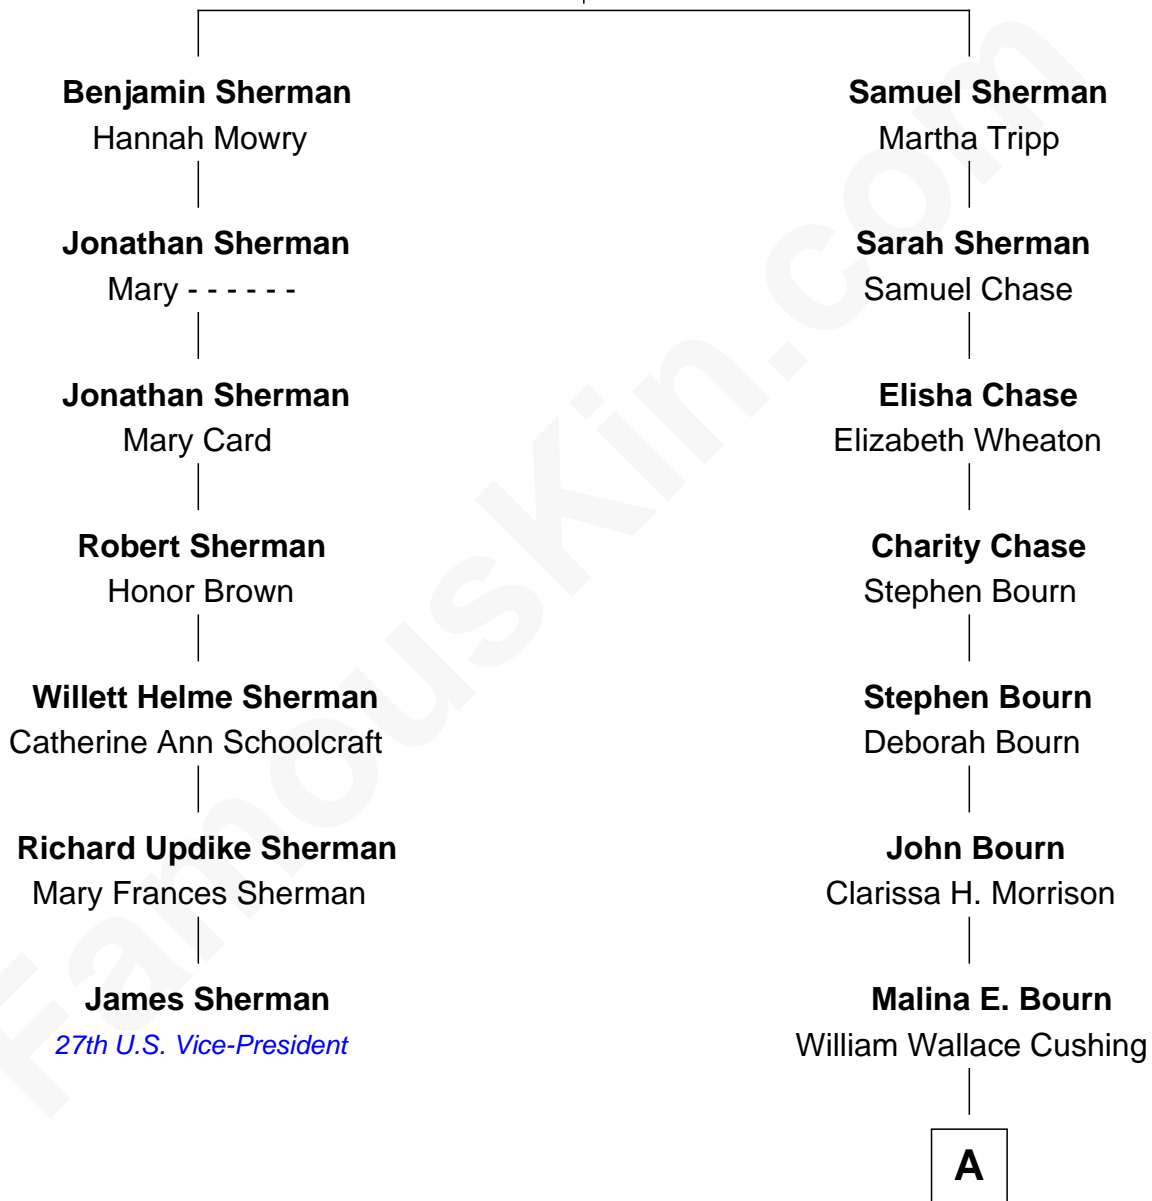 Benjamin Sherman
Hannah Mowry
Jonathan Sherman
Mary - - - - - -
Jonathan Sherman
Mary Card
Robert Sherman
Honor Brown
Willett Helme Sherman
Catherine Ann Schoolcraft
Richard Updike Sherman
Mary Frances Sherman
James Sherman
27th U.S. Vice-President
Samuel Sherman
Martha Tripp
Sarah Sherman
Samuel Chase
Elisha Chase
Elizabeth Wheaton
Charity Chase
Stephen Bourn
Stephen Bourn
Deborah Bourn
John Bourn
Clarissa H. Morrison
Malina E. Bourn
William Wallace Cushing
A
FamousKin.com